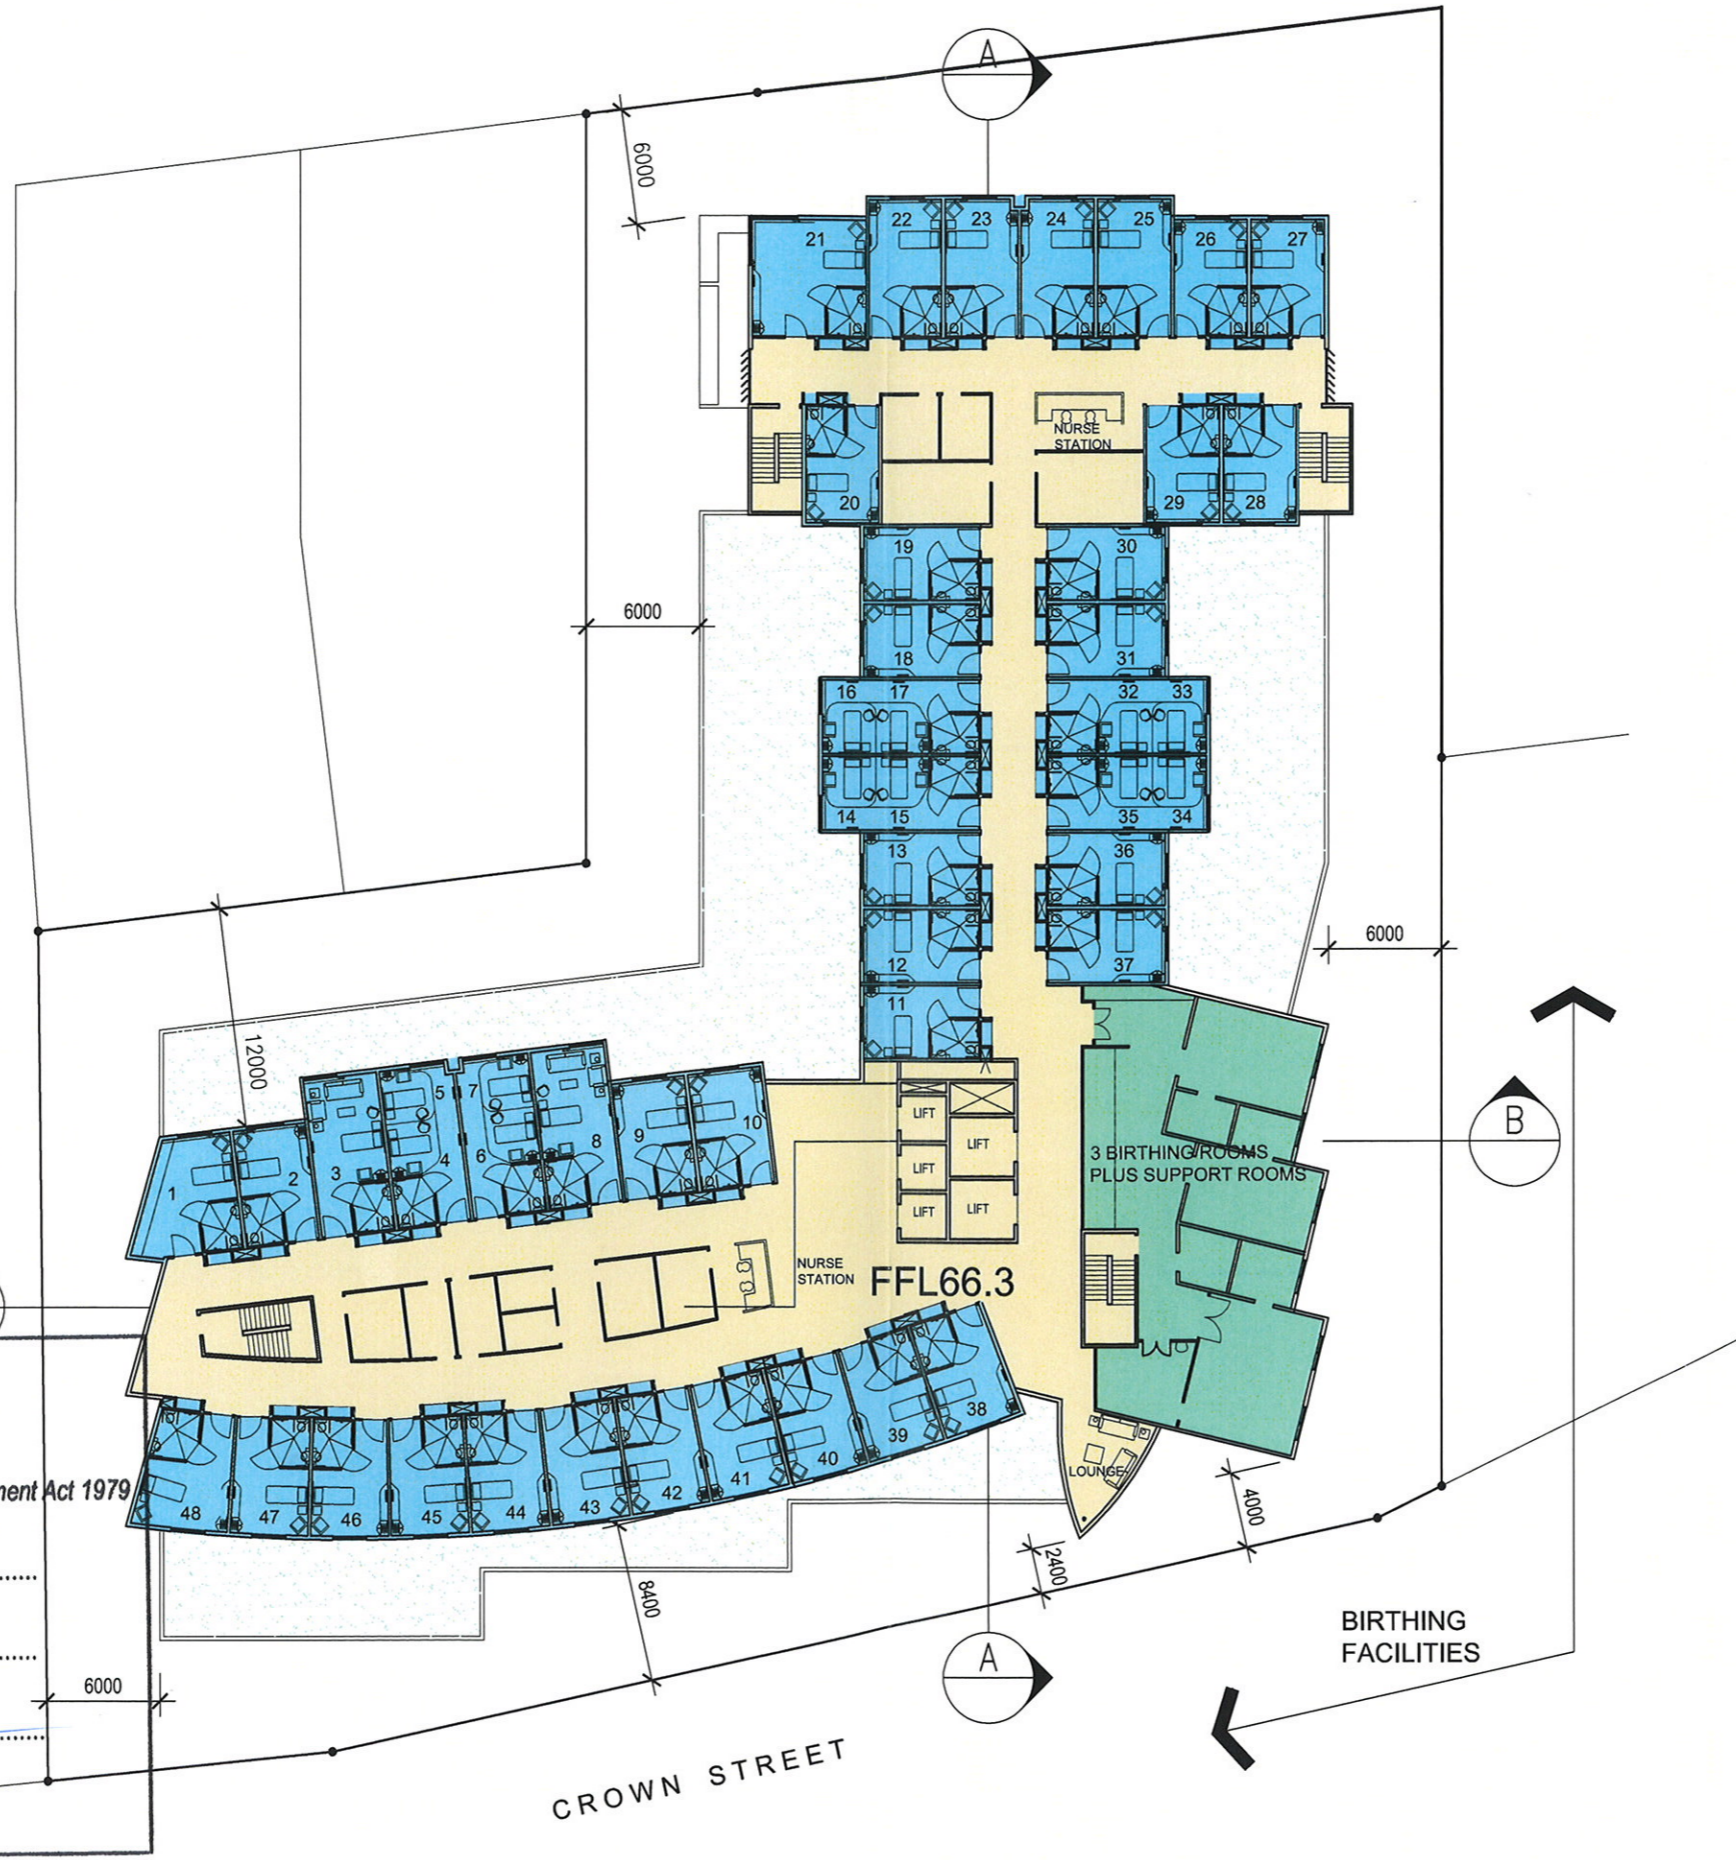 A
6000
22 23 24 25
21 26 27
NURSE
STATION
20 29 28
19 30
6000
18 31
16 17 32 33
14 15 35 34
13 36
6000
12 37
11
12000
5 7
LIFT
10
9
8
4
6
3
2
1
LIFT
B
3 BIRTHING ROOMS
PLUS SUPPORT ROOMS
LIFT
LIFT LIFT
NURSE
STATION
FFL66.3
38
39
40
41
42
43
44
45
46
47
48
LOUNGE
ment Act 1979
4000
2400
8400
BIRTHING
FACILITIES
A
6000
CROWN STREET